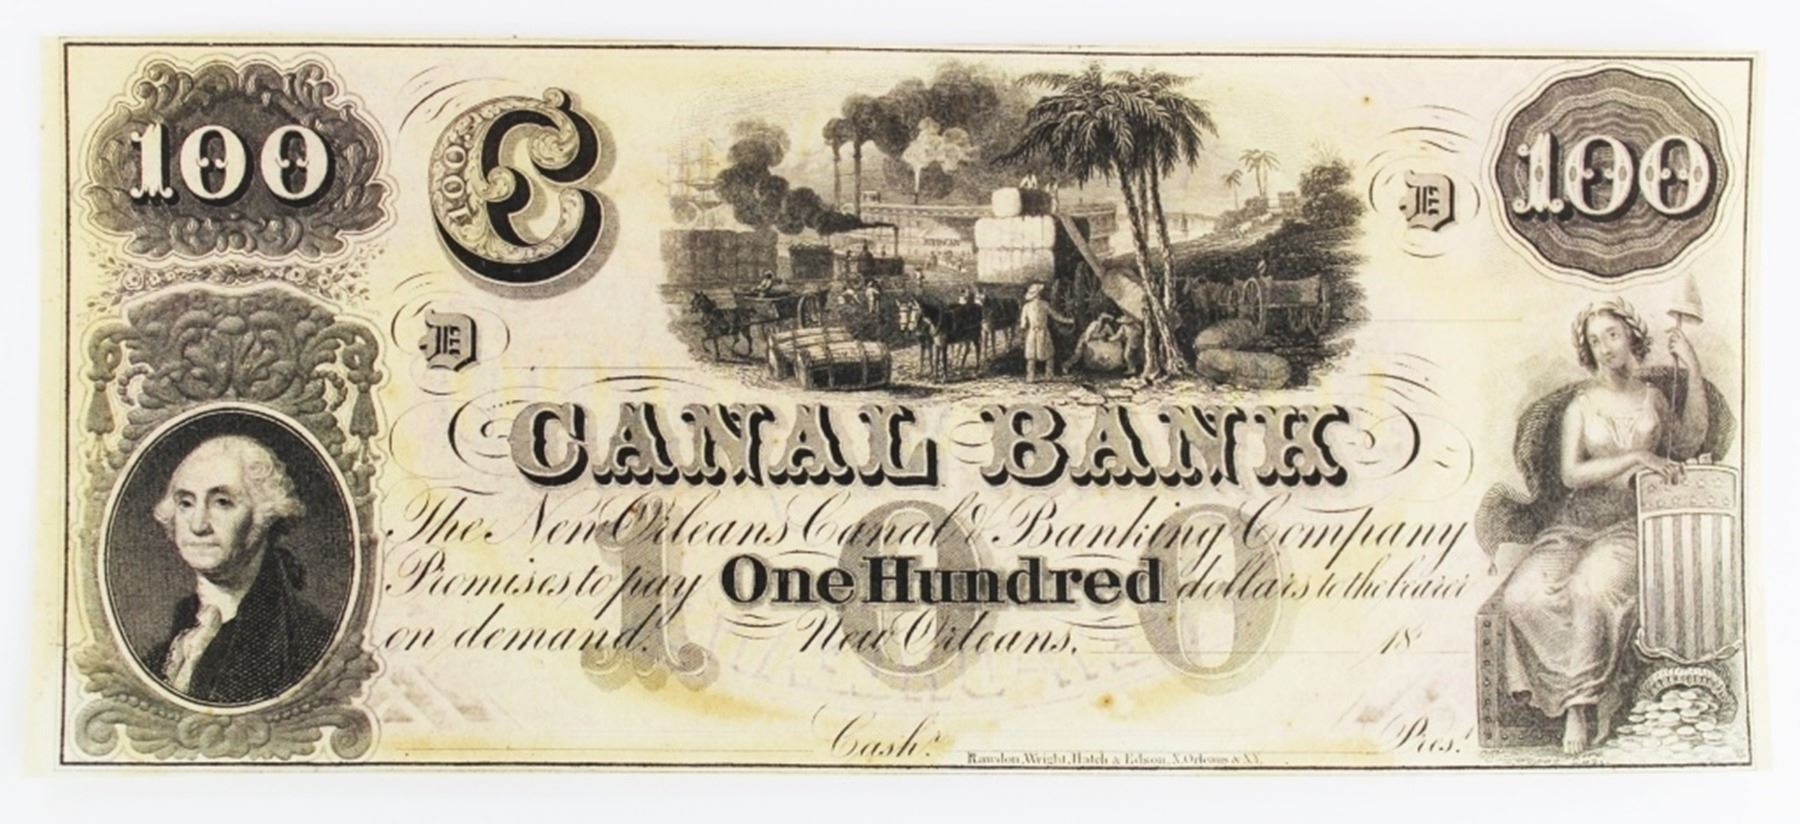 100
C
100
D
D
100
CANAL BANK
The New Orleans Canal & Banking Company
Promises to pay One Hundred dollars to the bearer
on demand. New Orleans, 18
100
Cash.r Pres.t
Rawdon, Wright, Hatch & Edson, N. Orleans & N.Y.